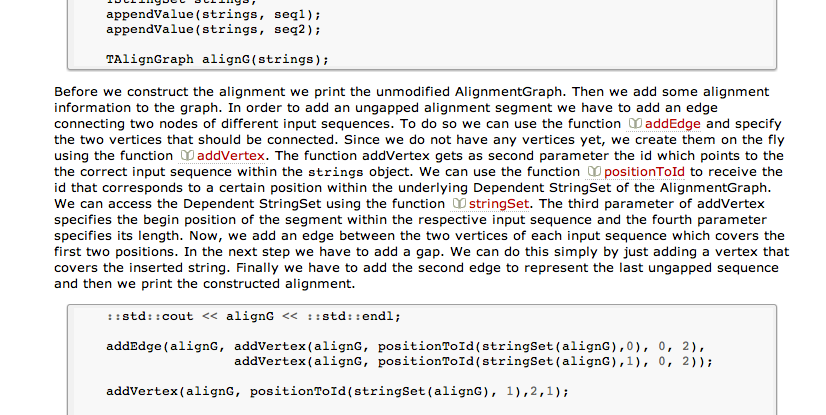 appendValue(strings, seq1);
appendValue(strings, seq2);
TAlignGraph alignG(strings);
Before we construct the alignment we print the unmodified AlignmentGraph. Then we add some alignment
information to the graph. In order to add an ungapped alignment segment we have to add an edge
connecting two nodes of different input sequences. To do so we can use the function addEdge and specify
the two vertices that should be connected. Since we do not have any vertices yet, we create them on the fly
using the function addVertex. The function addVertex gets as second parameter the id which points to the
the correct input sequence within the strings object. We can use the function positionToId to receive the
id that corresponds to a certain position within the underlying Dependent StringSet of the AlignmentGraph.
We can access the Dependent StringSet using the function stringSet. The third parameter of addVertex
specifies the begin position of the segment within the respective input sequence and the fourth parameter
specifies its length. Now, we add an edge between the two vertices of each input sequence which covers the
first two positions. In the next step we have to add a gap. We can do this simply by just adding a vertex that
covers the inserted string. Finally we have to add the second edge to represent the last ungapped sequence
and then we print the constructed alignment.
::std::cout << alignG << ::std::endl;
addEdge(alignG, addVertex(alignG, positionToId(stringSet(alignG),0), 0, 2),
addVertex(alignG, positionToId(stringSet(alignG),1), 0, 2));
addVertex(alignG, positionToId(stringSet(alignG), 1),2,1);